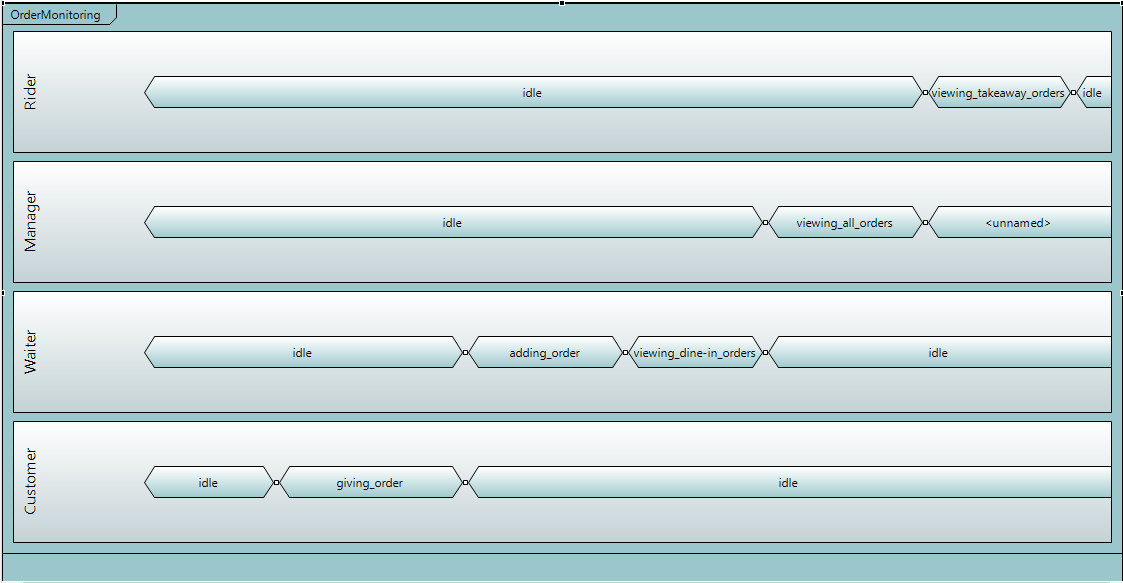 OrderMonitoring
Rider
idle
viewing_takeaway_orders
idle
Manager
idle
viewing_all_orders
<unnamed>
Waiter
idle
adding_order
viewing_dine-in_orders
idle
Customer
idle
giving_order
idle